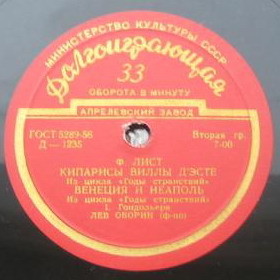 МИНИСТЕРСТВО КУЛЬТУРЫ СССР
Долгоиграющая
33
ОБОРОТА В МИНУТУ
АПРЕЛЕВСКИЙ ЗАВОД
ГОСТ 5289-56
Д—1235
Вторая гр.
7-00
Ф. ЛИСТ
КИПАРИСЫ ВИЛЛЫ Д'ЭСТЕ
Из цикла «Годы странствий»
ВЕНЕЦИЯ И НЕАПОЛЬ
Из цикла «Годы странствий»
1. Гондольера
ЛЕВ ОБОРИН (ф-но)